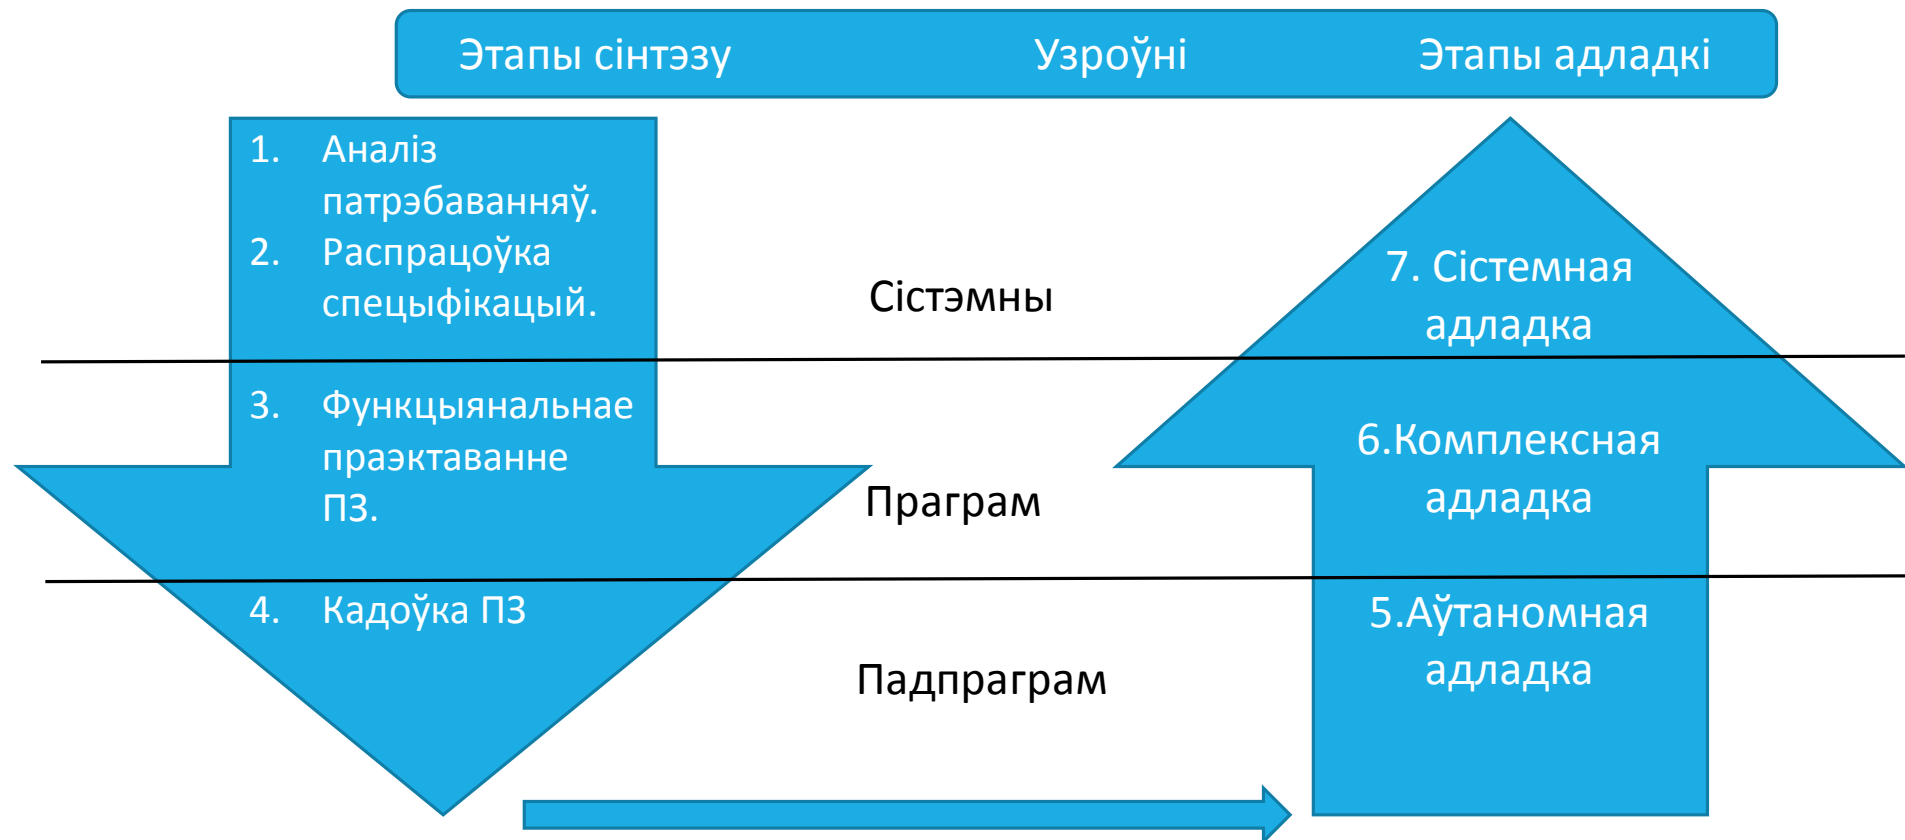 Этапы сінтэзу Узроўні Этапы адладкі
1. Аналіз
патрэбаванняў.
2. Распрацоўка
спецыфікацый.
Сістэмны
7. Сістемная
адладка
3. Функцыянальнае
праэктаванне
ПЗ.
Праграм
6.Комплексная
адладка
4. Кадоўка ПЗ
Падпраграм
5.Аўтаномная
адладка